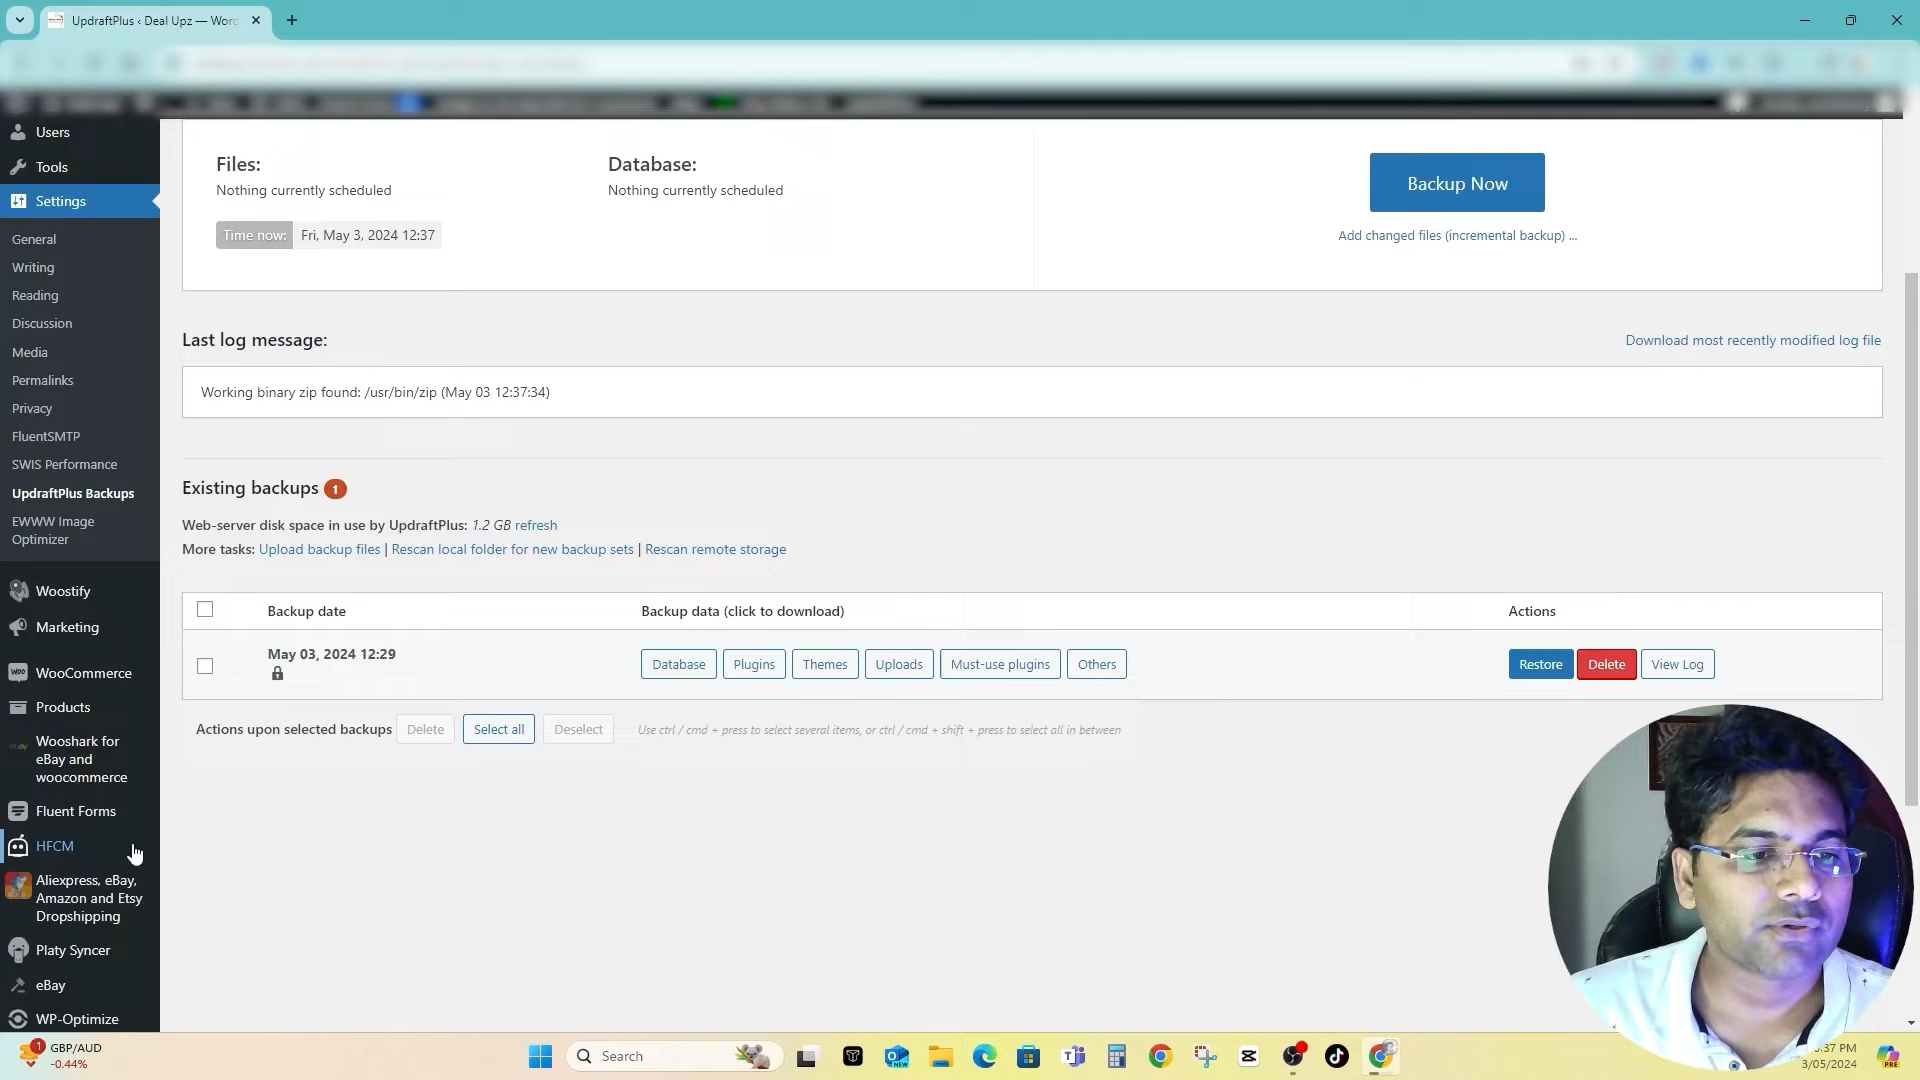 UpdraftPlus ‹ Deal Upz — Word
Users
Tools
Settings
General
Writing
Reading
Discussion
Media
Permalinks
Privacy
FluentSMTP
SWIS Performance
UpdraftPlus Backups
EWWW Image
Optimizer
Woostify
Marketing
WooCommerce
Products
Wooshark for
eBay and
woocommerce
Fluent Forms
HFCM
Aliexpress, eBay,
Amazon and Etsy
Dropshipping
Platy Syncer
eBay
WP-Optimize
Files:
Nothing currently scheduled
Database:
Nothing currently scheduled
Time now: Fri, May 3, 2024 12:37
Backup Now
Add changed files (incremental backup) ...
Last log message:
Download most recently modified log file
Working binary zip found: /usr/bin/zip (May 03 12:37:34)
Existing backups 1
Web-server disk space in use by UpdraftPlus: 1.2 GB refresh
More tasks: Upload backup files | Rescan local folder for new backup sets | Rescan remote storage
Backup date Backup data (click to download) Actions
May 03, 2024 12:29 Database Plugins Themes Uploads Must-use plugins Others Restore Delete View Log
Actions upon selected backups Delete Select all Deselect Use ctrl / cmd + press to select several items, or ctrl / cmd + shift + press to select all in between
1 GBP/AUD
-0.44%
Search
:37 PM
3/05/2024